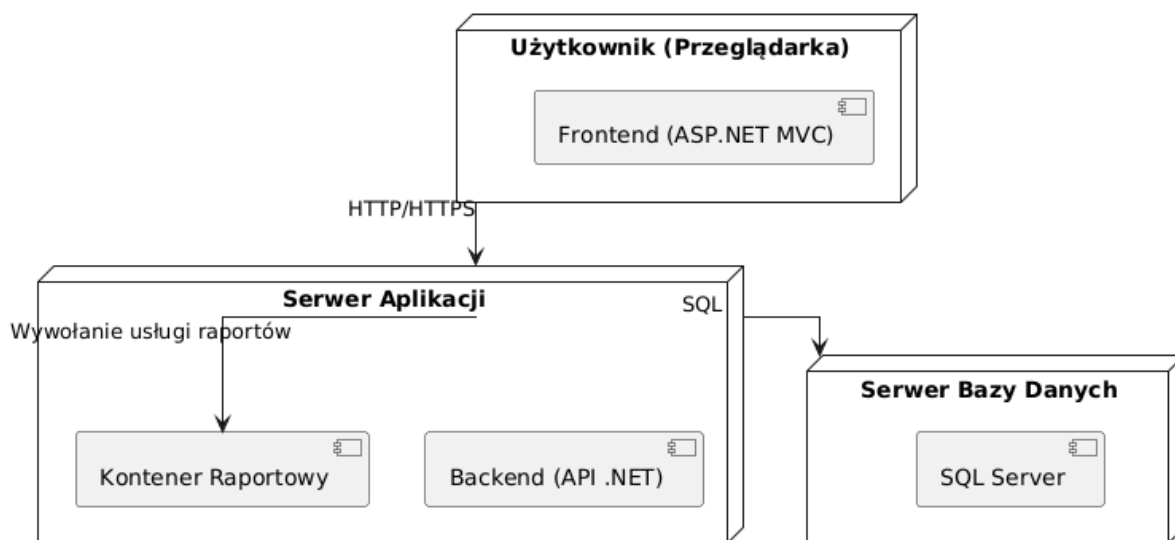 Użytkownik (Przeglądarka)
Frontend (ASP.NET MVC)
HTTP/HTTPS
Serwer Aplikacji
SQL
Wywołanie usługi raportów
Serwer Bazy Danych
Kontener Raportowy
Backend (API .NET)
SQL Server